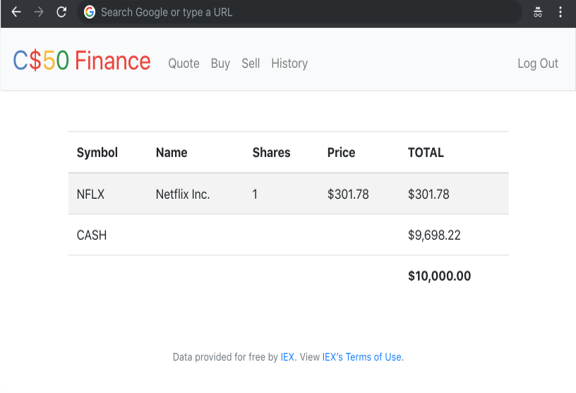 Search Google or type a URL
C$50 Finance Quote Buy Sell History Log Out
Symbol Name Shares Price TOTAL
NFLX Netflix Inc. 1 $301.78 $301.78
CASH $9,698.22
$10,000.00
Data provided for free by IEX. View IEX's Terms of Use.